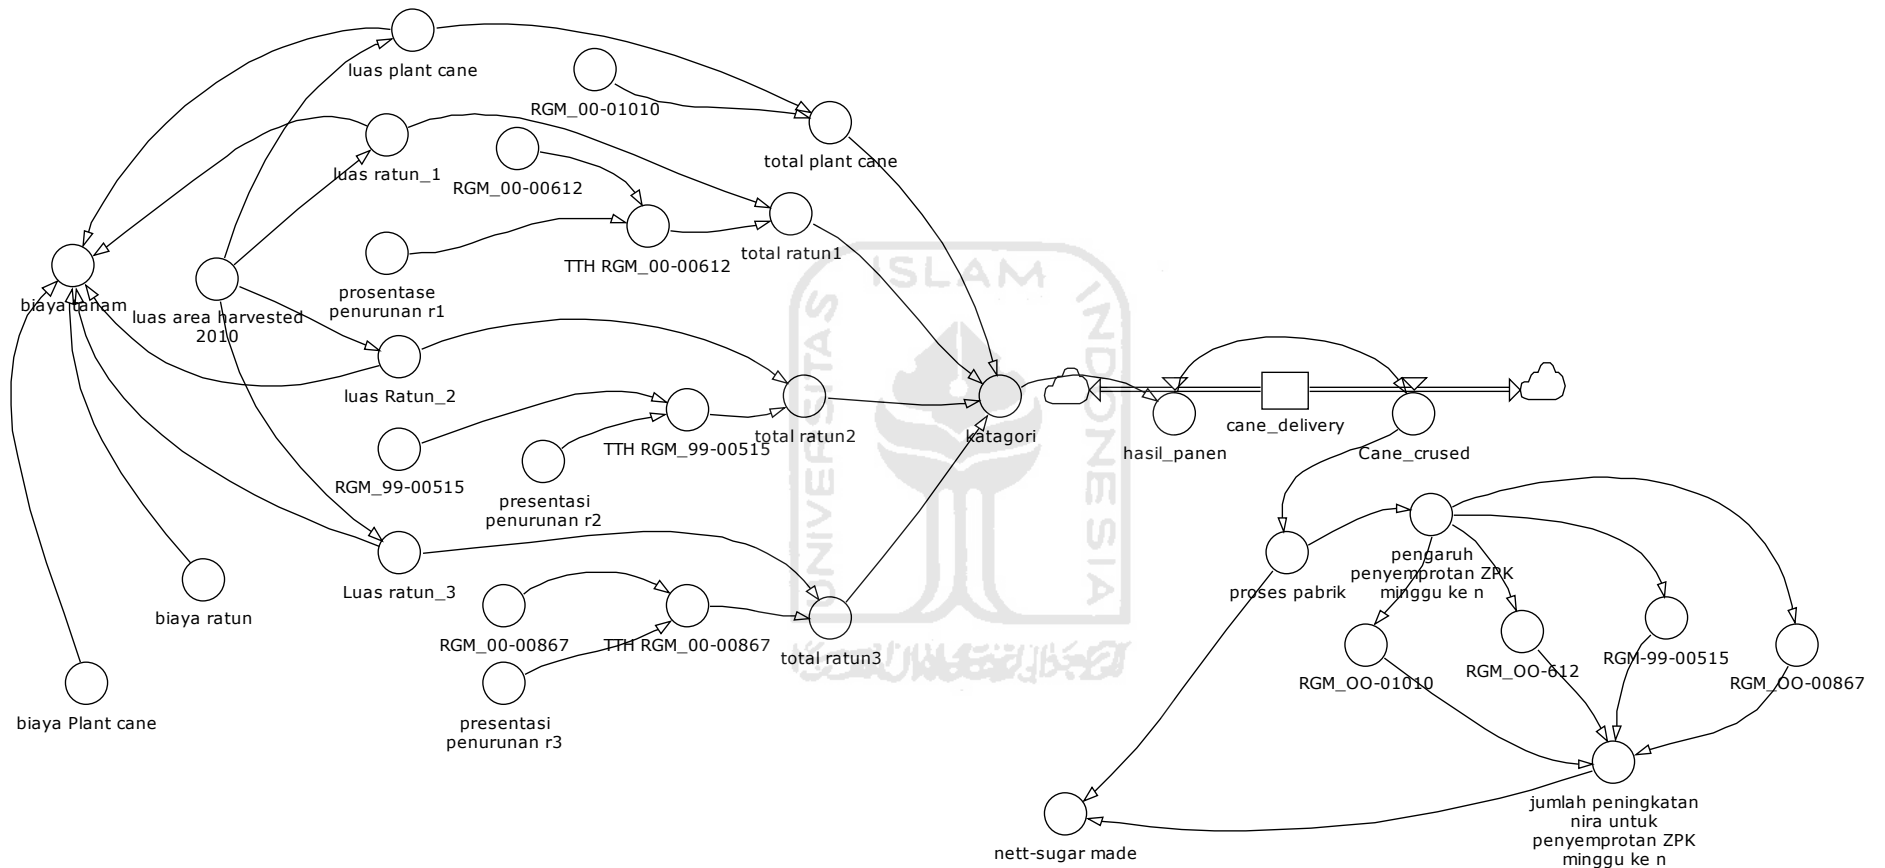 luas plant cane
RGM_00-01010
total plant cane
luas ratun_1
RGM_00-00612
total ratun1
TTH RGM_00-00612
prosentase
penurunan r1
biaya tanam
luas area harvested
2010
luas Ratun_2
RGM_99-00515
TTH RGM_99-00515
total ratun2
presentasi
penurunan r2
katagori
hasil_panen
cane_delivery
Cane_crused
Luas ratun_3
biaya ratun
RGM_00-00867
TTH RGM_00-00867
total ratun3
presentasi
penurunan r3
biaya Plant cane
proses pabrik
pengaruh
penyemprotan ZPK
minggu ke n
RGM_OO-01010
RGM_OO-612
RGM-99-00515
RGM_OO-00867
jumlah peningkatan
nira untuk
penyemprotan ZPK
minggu ke n
nett-sugar made
UNIVERSITAS
ISLAM
INDONESIA